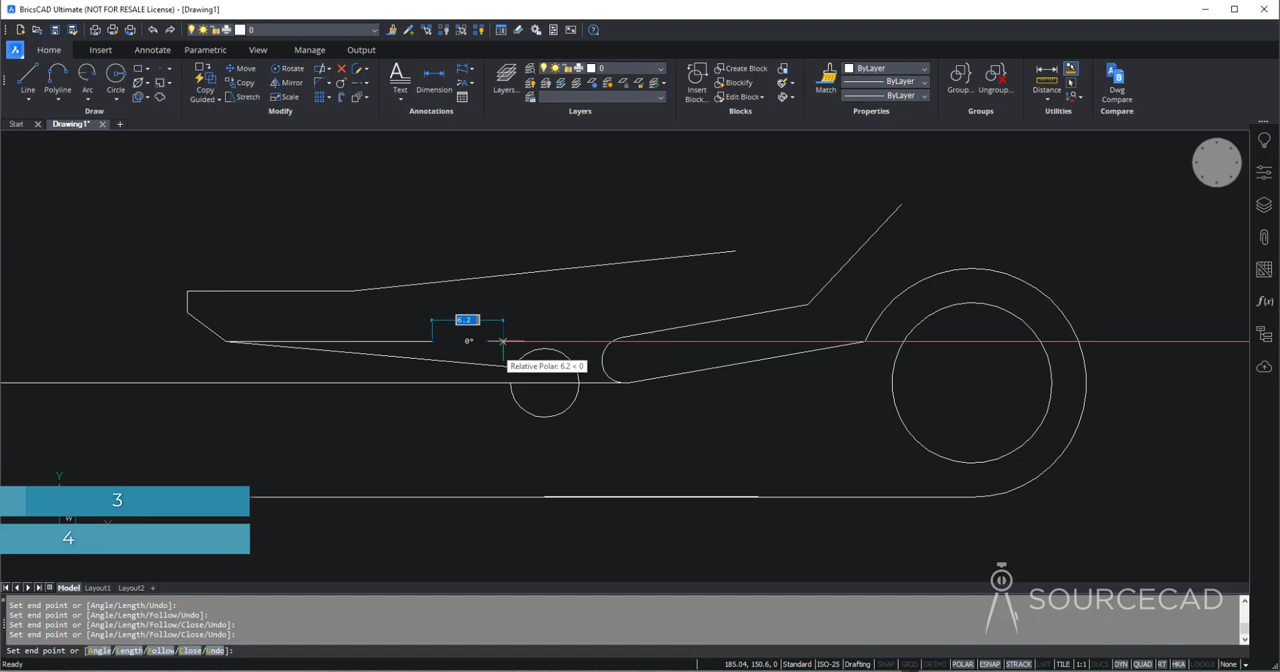 BricsCAD Ultimate (NOT FOR RESALE License) - [Drawing1]
0
Home Insert Annotate Parametric View Manage Output
Move Rotate Create Block ByLayer
Copy Mirror Blockify ByLayer
Stretch Scale Edit Block ByLayer
0
Line Polyline Arc Circle Copy Guided Text Dimension Layers... Insert Block... Match Group... Ungroup... Distance Dwg Compare
Draw Modify Annotations Layers Blocks Properties Groups Utilities Compare
Start Drawing1*
6.2
0°
Relative Polar: 6.2 < 0
f(x)
Y
3
W
4
SOURCECAD
Model Layout1 Layout2
Set end point or [Angle/Length/Undo]:
Set end point or [Angle/Length/Follow/Undo]:
Set end point or [Angle/Length/Follow/Close/Undo]:
Set end point or [Angle/Length/Follow/Close/Undo]:
Set end point or [Angle/Length/Follow/Close/Undo]:
Ready 185.04, 150.6, 0 Standard ISO-25 Drafting SNAP GRID ORTHO POLAR ESNAP STRACK LWT TILE 1:1 DUCS DYN QUAD RT HKA LOCKUI None